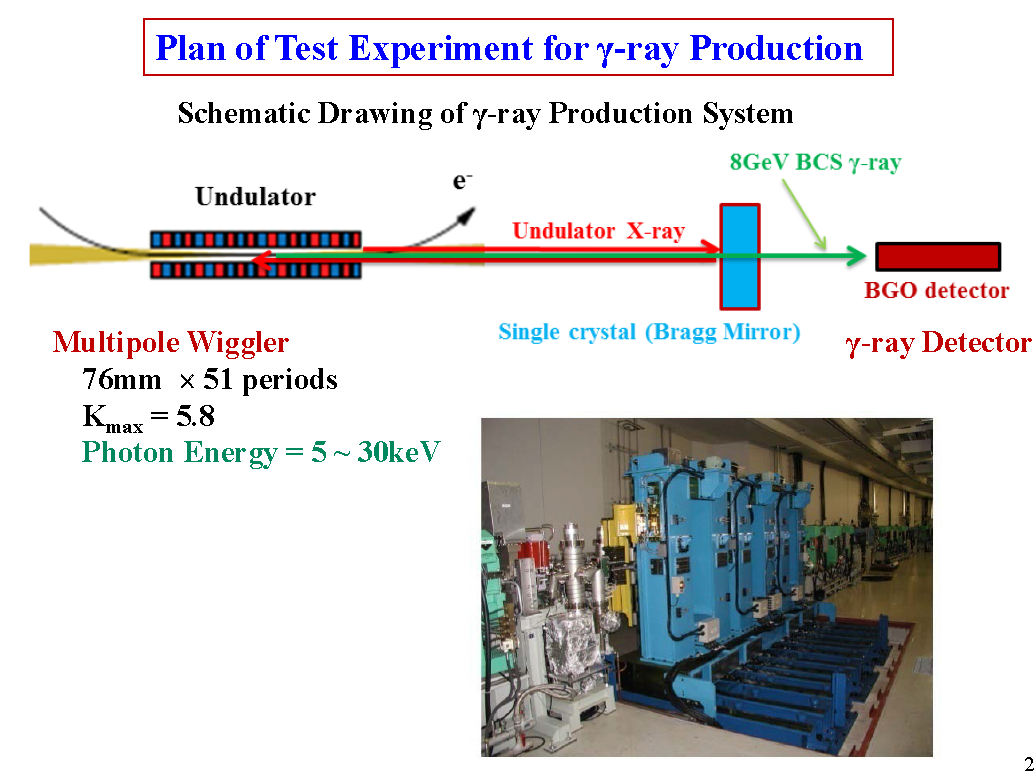 Plan of Test Experiment for γ-ray Production
Schematic Drawing of γ-ray Production System
8GeV BCS γ-ray
e-
Undulator
Undulator X-ray
BGO detector
Single crystal (Bragg Mirror)
Multipole Wiggler
γ-ray Detector
76mm × 51 periods
Kmax = 5.8
Photon Energy = 5 ~ 30keV
2